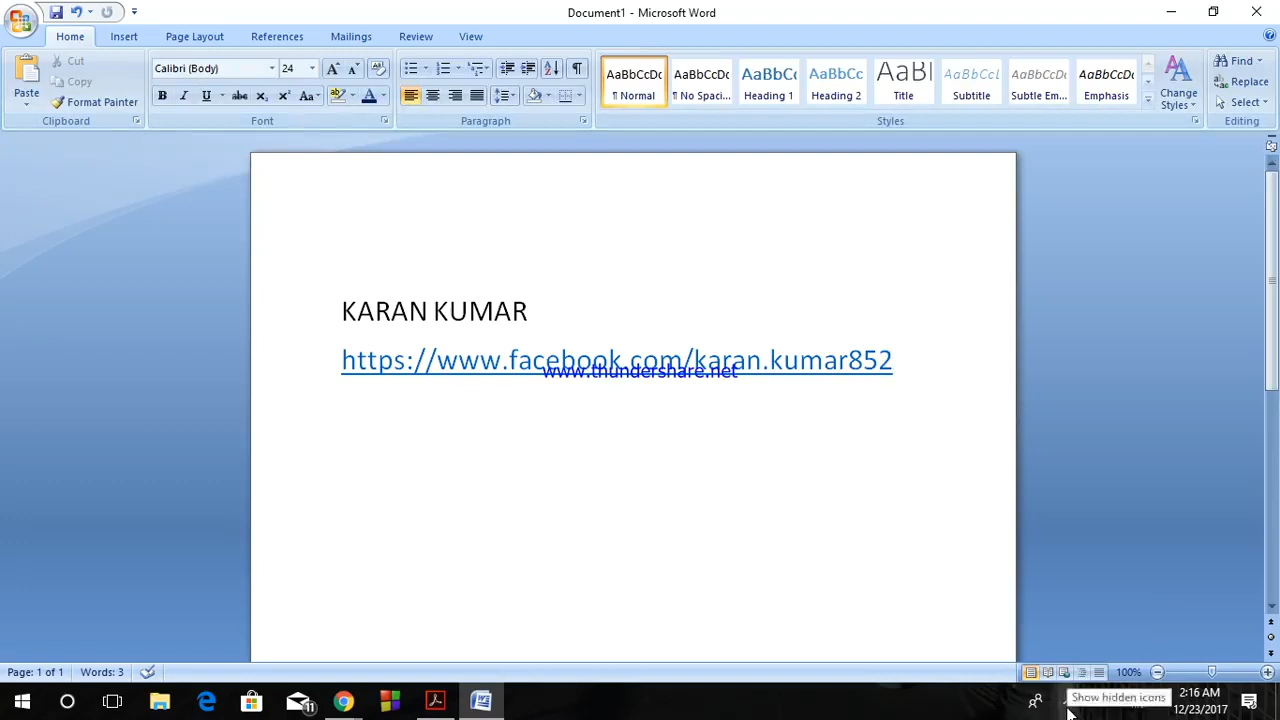 Document1 - Microsoft Word
Home Insert Page Layout References Mailings Review View
Paste
Cut
Copy
Format Painter
Clipboard
Calibri (Body) 24
Font
Paragraph
AaBbCcDc AaBbCcDc AaBbCc AaBbCc AaBl AaBbCcL AaBbCcDc AaBbCcDc
¶ Normal ¶ No Spaci... Heading 1 Heading 2 Title Subtitle Subtle Em... Emphasis
Change Styles
Styles
Find
Replace
Select
Editing
KARAN KUMAR
https://www.facebook.com/karan.kumar852
www.thundershare.net
Page: 1 of 1 Words: 3 100%
Show hidden icons
11
2:16 AM
12/23/2017